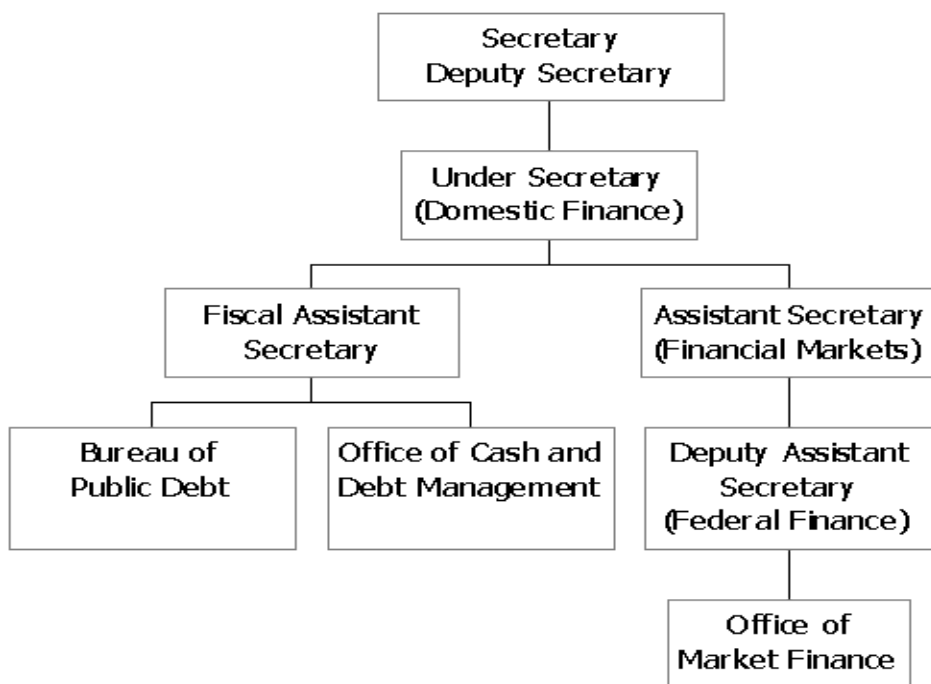 Secretary
Deputy Secretary
Under Secretary
(Domestic Finance)
Fiscal Assistant
Secretary
Assistant Secretary
(Financial Markets)
Bureau of
Public Debt
Office of Cash and
Debt Management
Deputy Assistant
Secretary
(Federal Finance)
Office of
Market Finance